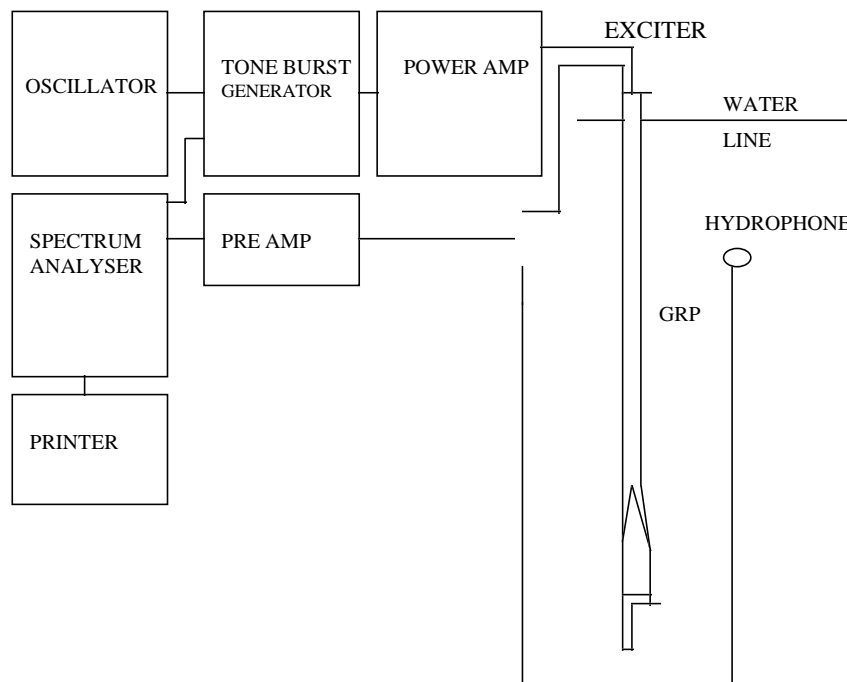 EXCITER
OSCILLATOR
TONE BURST
GENERATOR
POWER AMP
WATER
LINE
SPECTRUM
ANALYSER
PRE AMP
HYDROPHONE
GRP
PRINTER